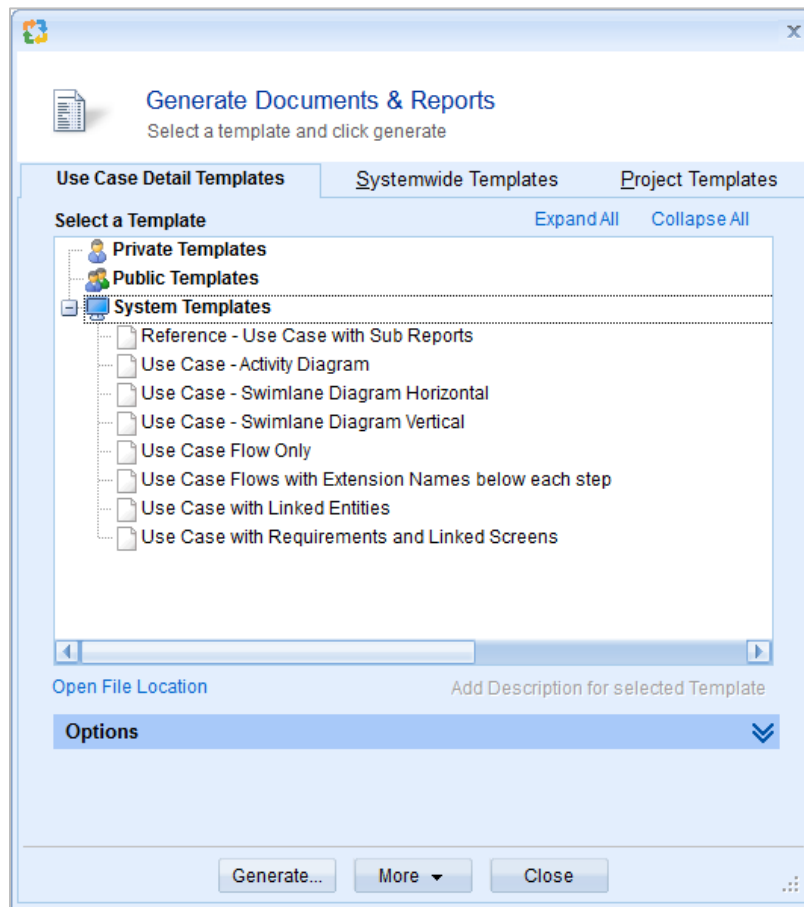 Generate Documents & Reports
Select a template and click generate
Use Case Detail Templates Systemwide Templates Project Templates
Select a Template Expand All Collapse All
Private Templates
Public Templates
System Templates
Reference - Use Case with Sub Reports
Use Case - Activity Diagram
Use Case - Swimlane Diagram Horizontal
Use Case - Swimlane Diagram Vertical
Use Case Flow Only
Use Case Flows with Extension Names below each step
Use Case with Linked Entities
Use Case with Requirements and Linked Screens
Open File Location Add Description for selected Template
Options
Generate... More Close